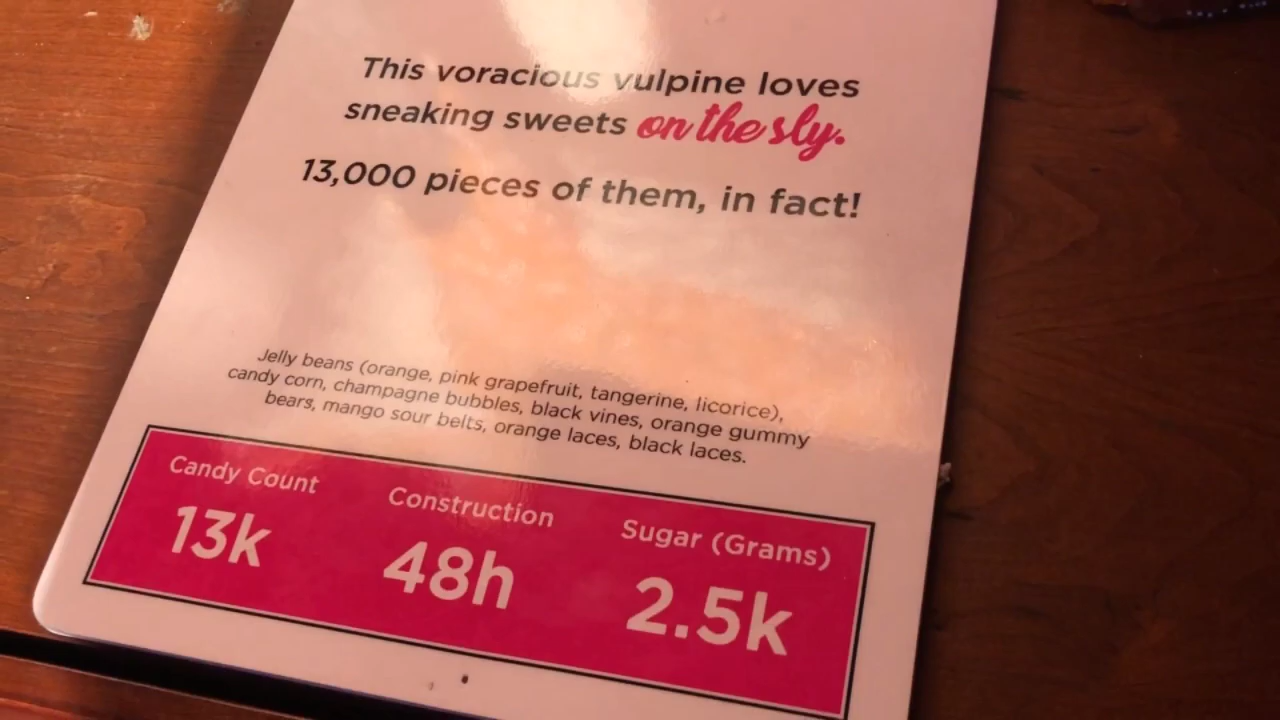 This voracious vulpine loves
sneaking sweets on the sly.
13,000 pieces of them, in fact!
Jelly beans (orange, pink grapefruit, tangerine, licorice),
candy corn, champagne bubbles, black vines, orange gummy
bears, mango sour belts, orange laces, black laces.
Candy Count Construction Sugar (Grams)
13k 48h 2.5k